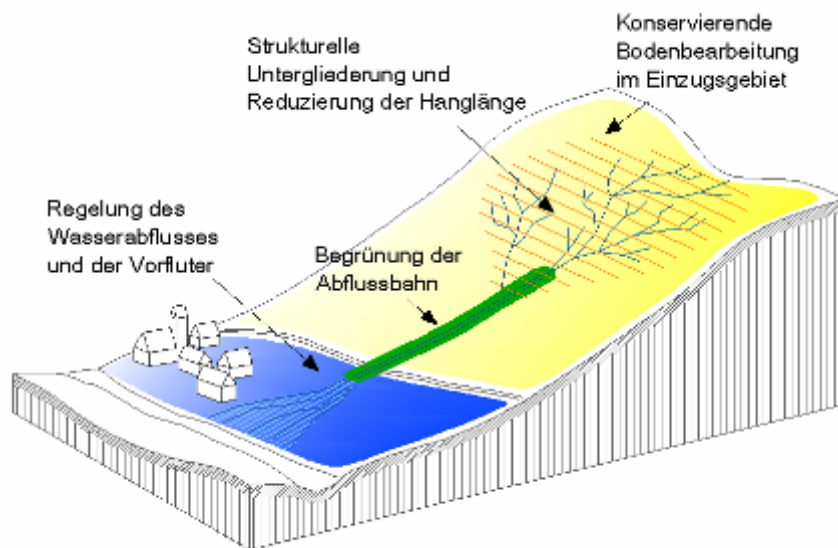 Konservierende
Bodenbearbeitung
im Einzugsgebiet
Strukturelle
Untergliederung und
Reduzierung der Hanglänge
Regelung des
Wasserabflusses
und der Vorfluter
Begrünung der
Abflussbahn